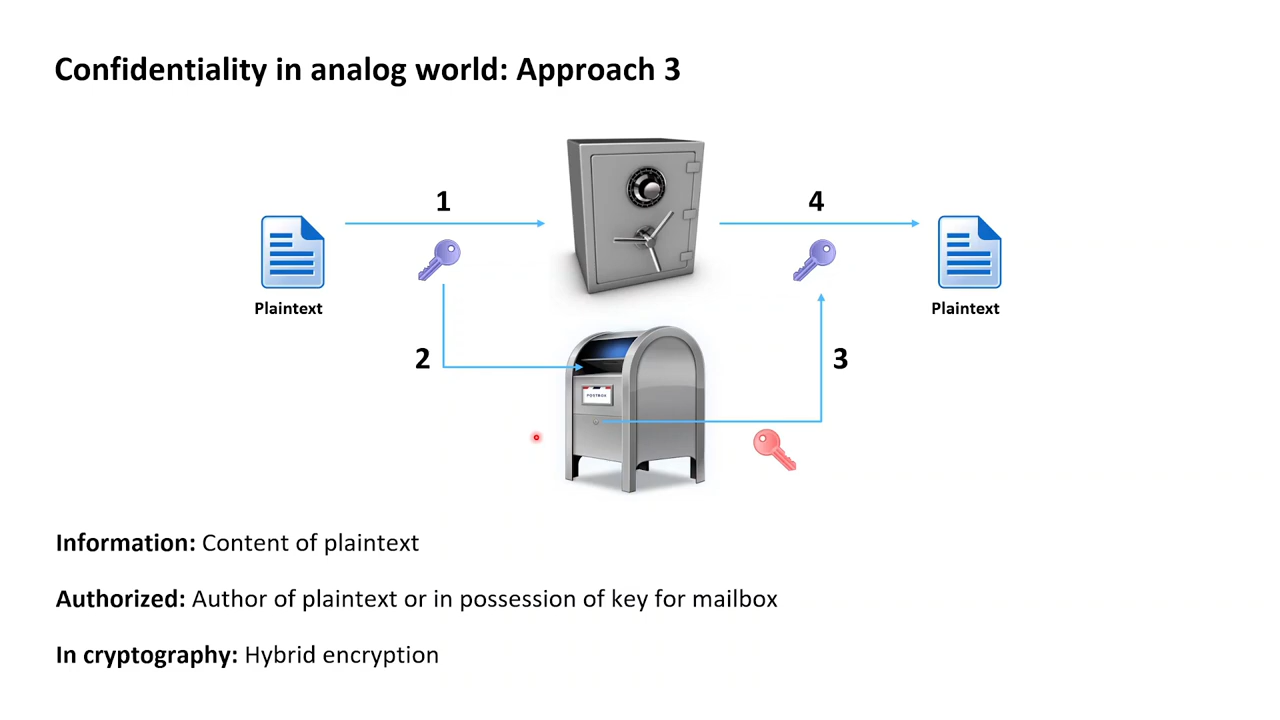 Confidentiality in analog world: Approach 3
1
4
Plaintext
Plaintext
2
3
POSTBOX
Information: Content of plaintext
Authorized: Author of plaintext or in possession of key for mailbox
In cryptography: Hybrid encryption